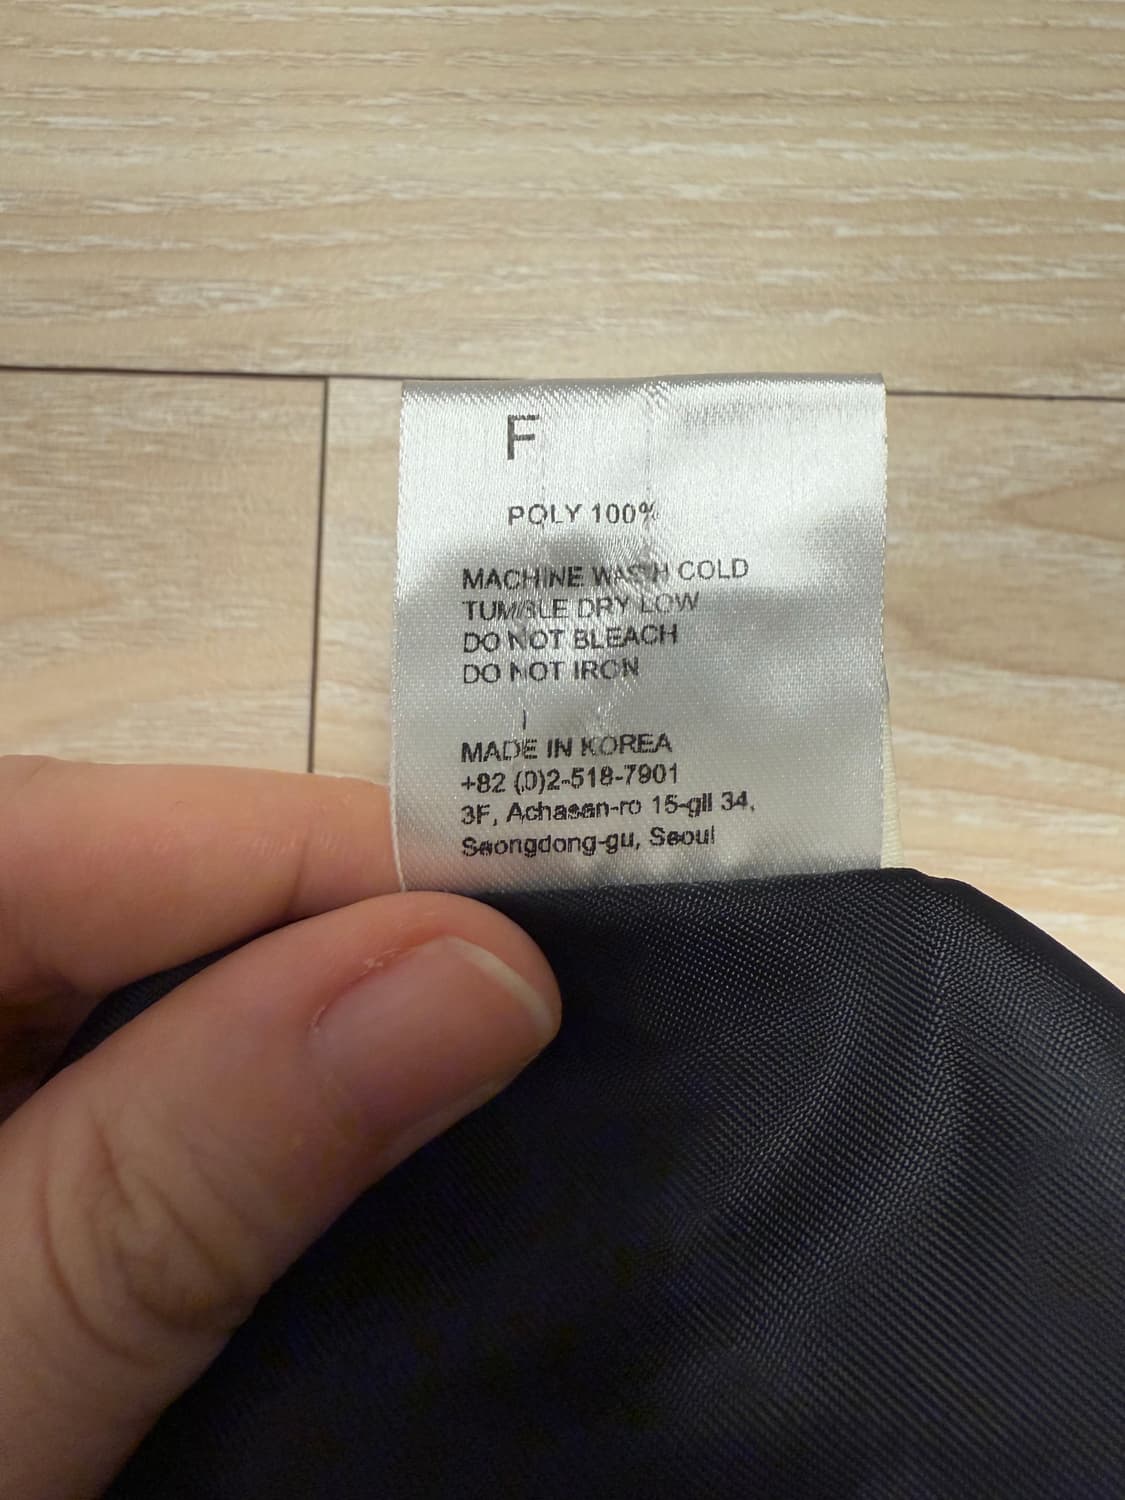 F
POLY 100%
MACHINE WASH COLD
TUMBLE DRY LOW
DO NOT BLEACH
DO NOT IRON
MADE IN KOREA
+82 (0)2-518-7901
3F, Achasan-ro 15-gil 34,
Seongdong-gu, Seoul